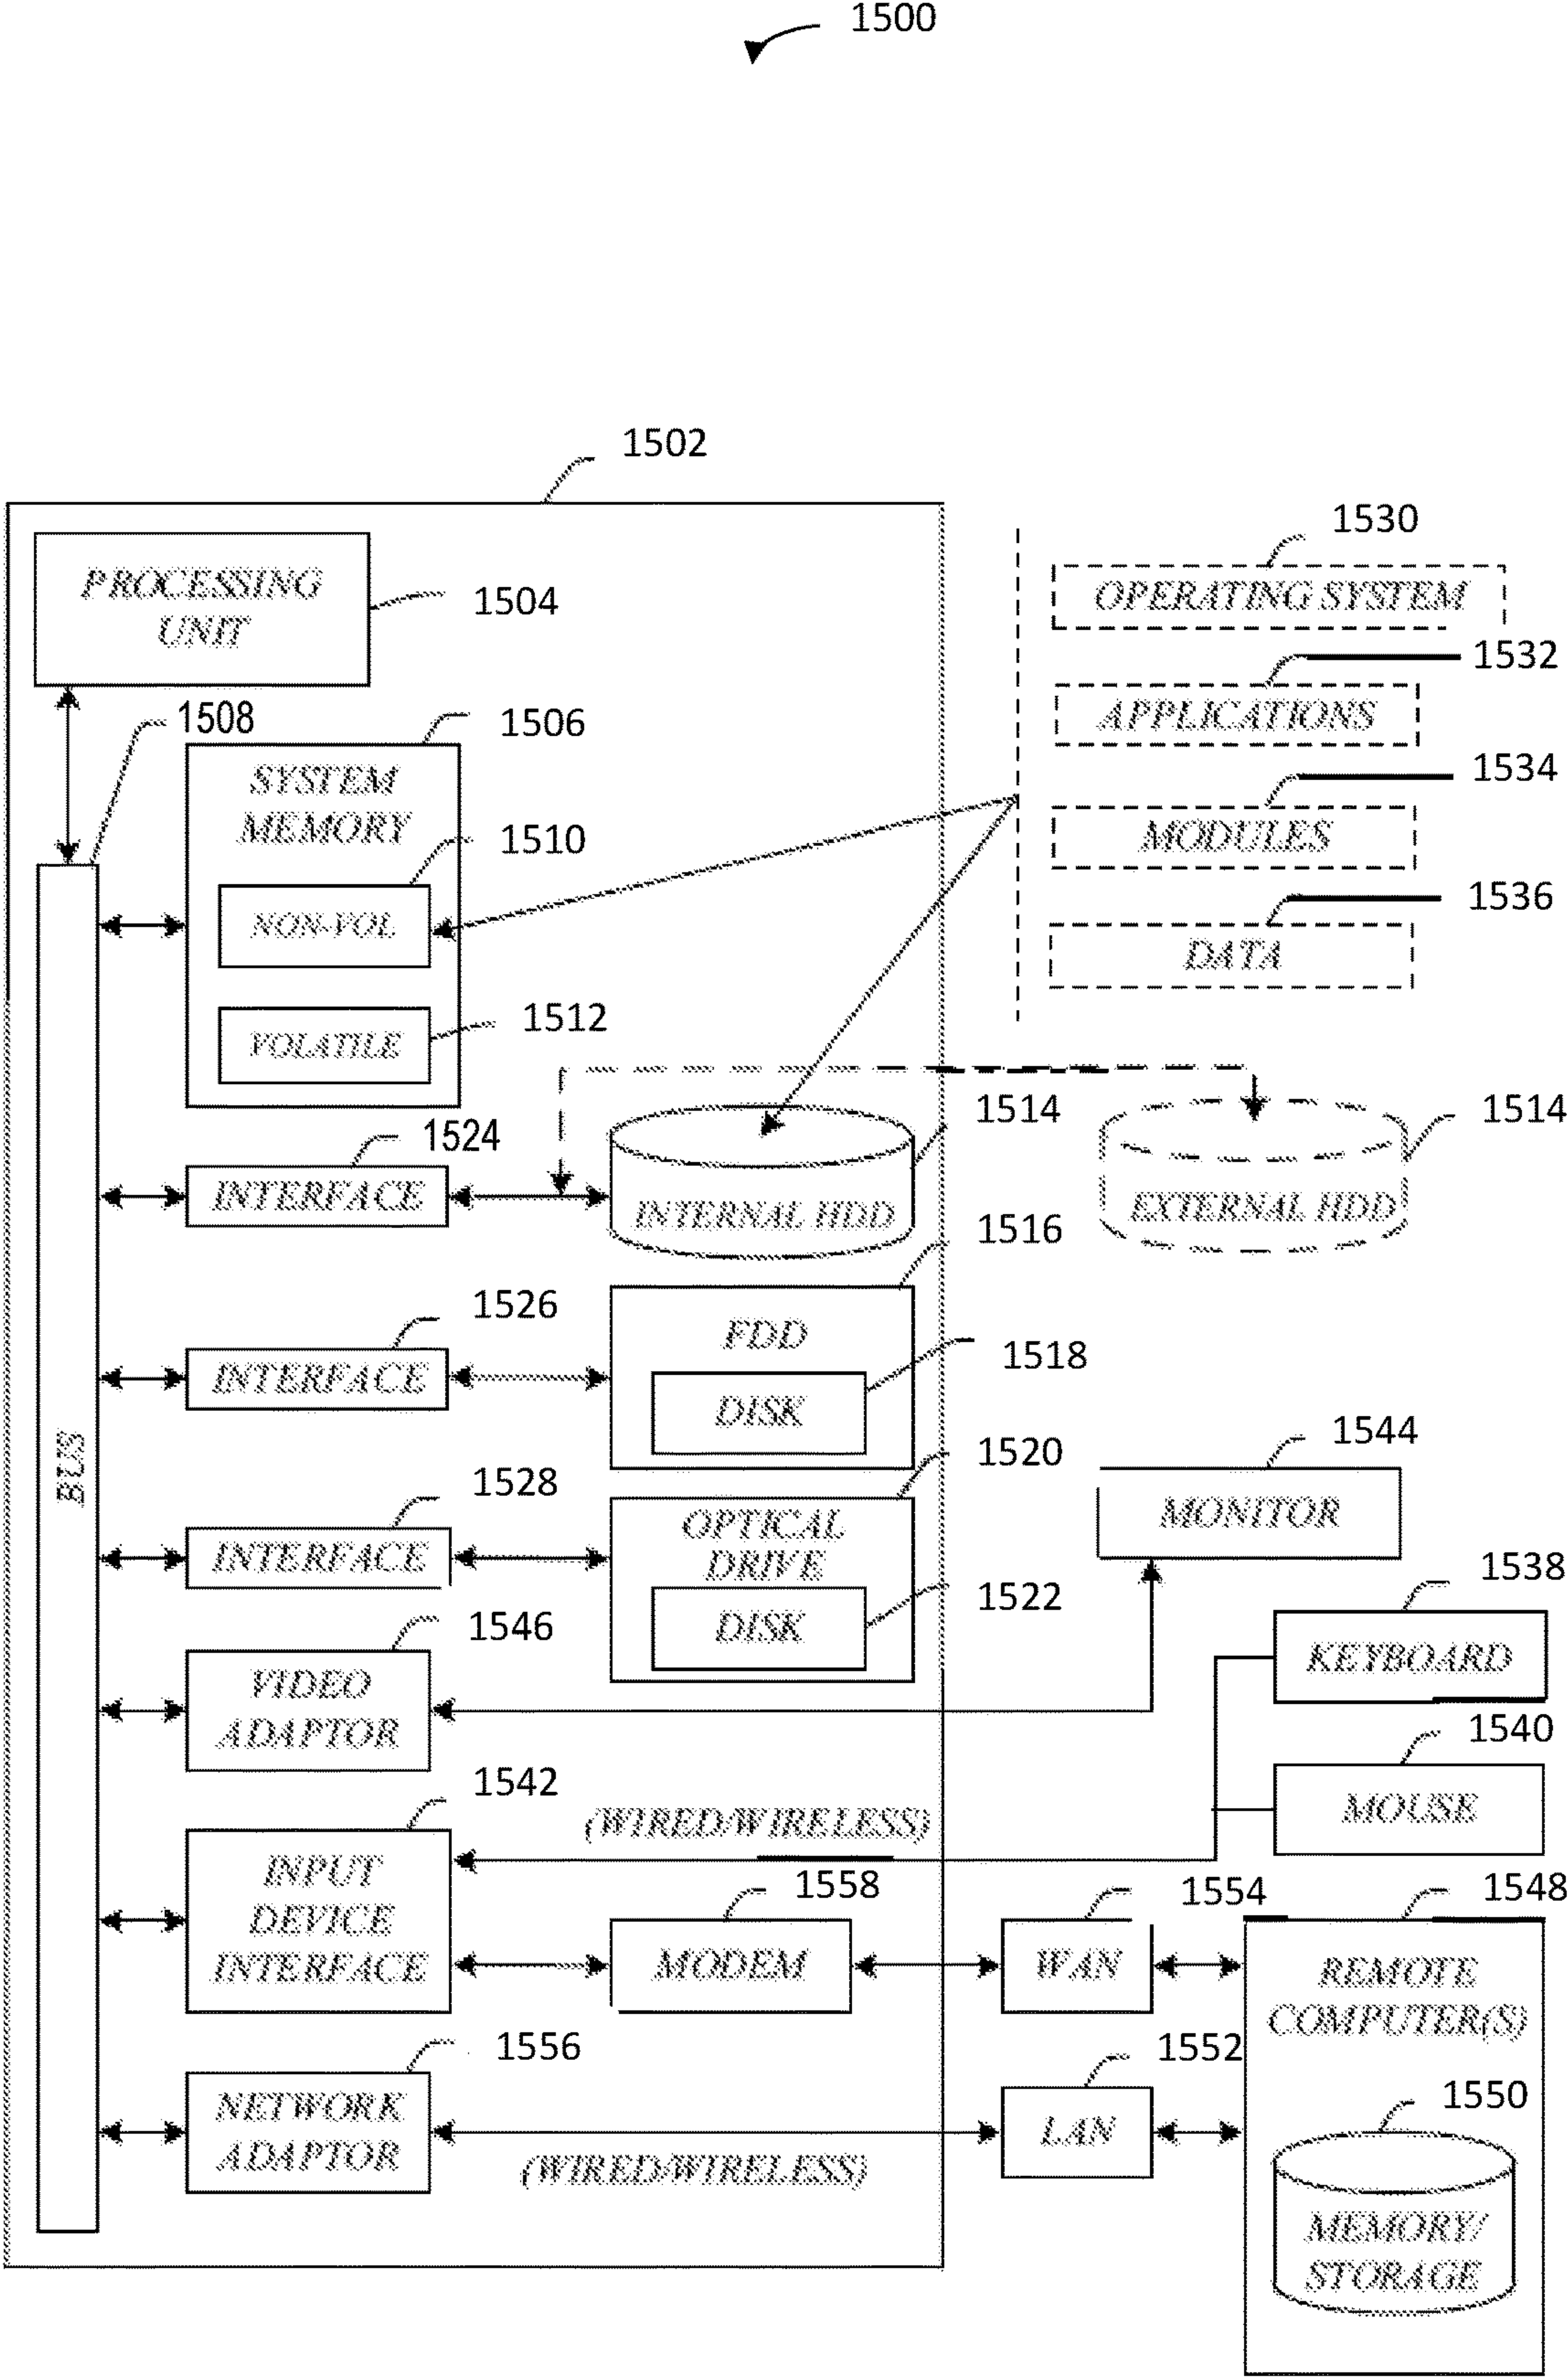 1500
1502
PROCESSING
UNIT
1504
1508
1506
SYSTEM
MEMORY
1510
NON-VOL
1512
VOLATILE
1530
OPERATING SYSTEM
1532
APPLICATIONS
1534
MODULES
1536
DATA
1524
INTERFACE
1514
INTERNAL HDD
1514
EXTERNAL HDD
1526
INTERFACE
1516
FDD
1518
DISK
BUS
1528
INTERFACE
1520
OPTICAL
DRIVE
1522
DISK
1544
MONITOR
1546
VIDEO
ADAPTOR
1538
KEYBOARD
1540
MOUSE
1542
INPUT
DEVICE
INTERFACE
(WIRED/WIRELESS)
1558
MODEM
1554
WAN
1548
REMOTE
COMPUTER(S)
1556
NETWORK
ADAPTOR
(WIRED/WIRELESS)
1552
LAN
1550
MEMORY/
STORAGE